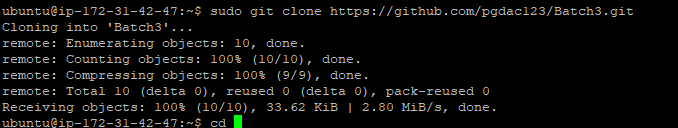 ubuntu@ip-172-31-42-47:~$ sudo git clone https://github.com/pgdac123/Batch3.git
Cloning into 'Batch3'...
remote: Enumerating objects: 10, done.
remote: Counting objects: 100% (10/10), done.
remote: Compressing objects: 100% (9/9), done.
remote: Total 10 (delta 0), reused 0 (delta 0), pack-reused 0
Receiving objects: 100% (10/10), 33.62 KiB | 2.80 MiB/s, done.
ubuntu@ip-172-31-42-47:~$ cd